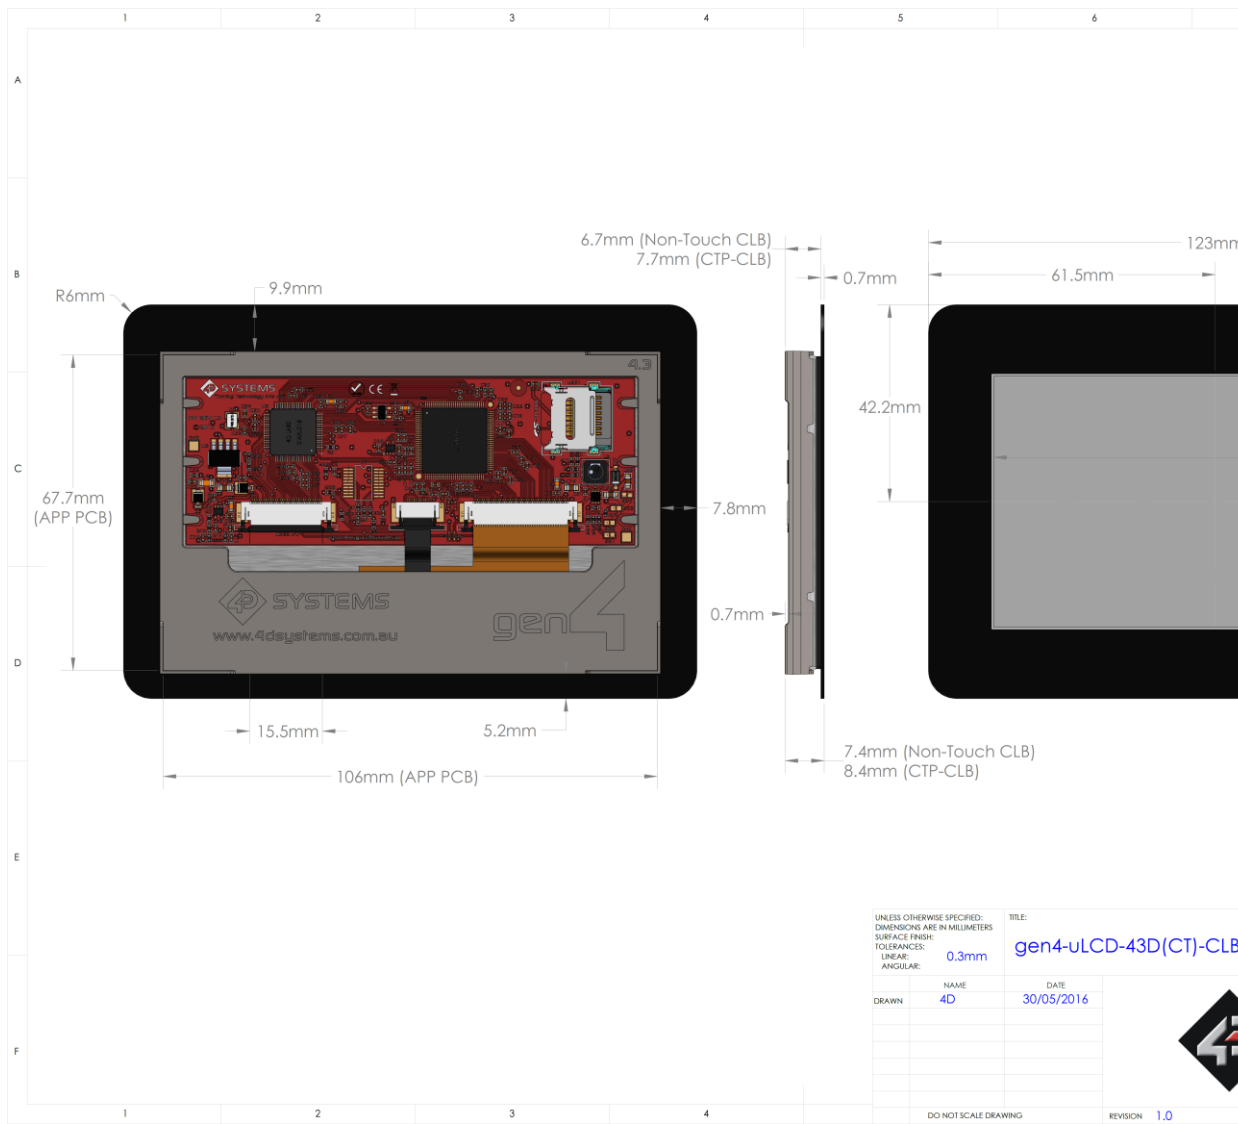 1 2 3 4 5 6
A
B
C
D
E
F
6.7mm (Non-Touch CLB)
7.7mm (CTP-CLB)
123mm
0.7mm
61.5mm
R6mm
9.9mm
4.3
4D SYSTEMS
CE
42.2mm
67.7mm
(APP PCB)
7.8mm
0.7mm
4D SYSTEMS
www.4dsystems.com.au
gen4
15.5mm
5.2mm
106mm (APP PCB)
7.4mm (Non-Touch CLB)
8.4mm (CTP-CLB)
UNLESS OTHERWISE SPECIFIED:
DIMENSIONS ARE IN MILLIMETERS
SURFACE FINISH:
TOLERANCES:
LINEAR: 0.3mm
ANGULAR:
TITLE:
gen4-uLCD-43D(CT)-CLB
NAME DATE
DRAWN 4D 30/05/2016
DO NOT SCALE DRAWING
REVISION 1.0
1 2 3 4